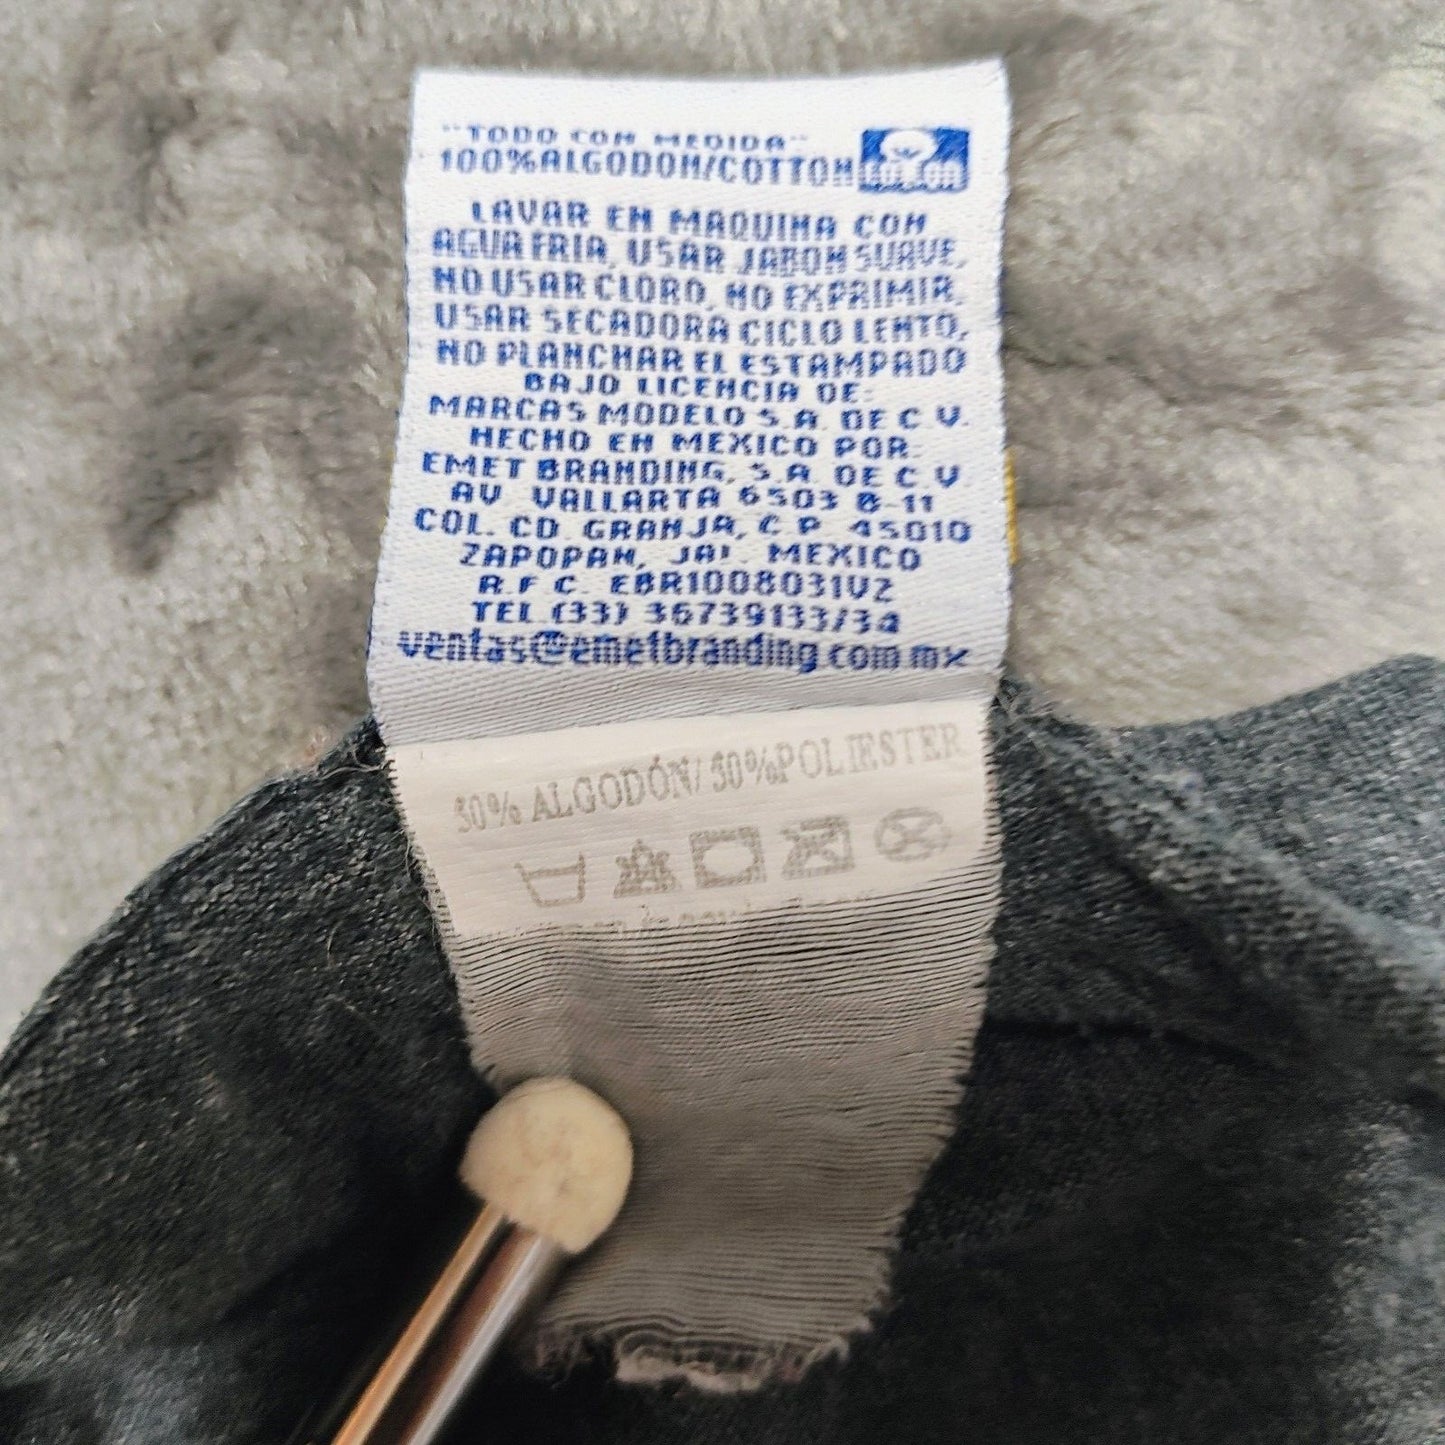 "TODO CON MEDIDA"
100%ALGODON/COTTON
LAVAR EN MAQUINA CON
AGUA FRIA, USAR JABON SUAVE,
NO USAR CLORO, NO EXPRIMIR,
USAR SECADORA CICLO LENTO,
NO PLANCHAR EL ESTAMPADO
BAJO LICENCIA DE:
MARCAS MODELO S.A. DE C.V.
HECHO EN MEXICO POR:
EMET BRANDING, S.A. DE C.V.
AV. VALLARTA 6503 B-11
COL. CD. GRANJA, C.P. 45010
ZAPOPAN, JAL. MEXICO
R.F.C. EBR1008031V2
TEL.(33) 36739133/34
ventas@emetbranding.com.mx
50% ALGODÓN/ 50%POLIESTER